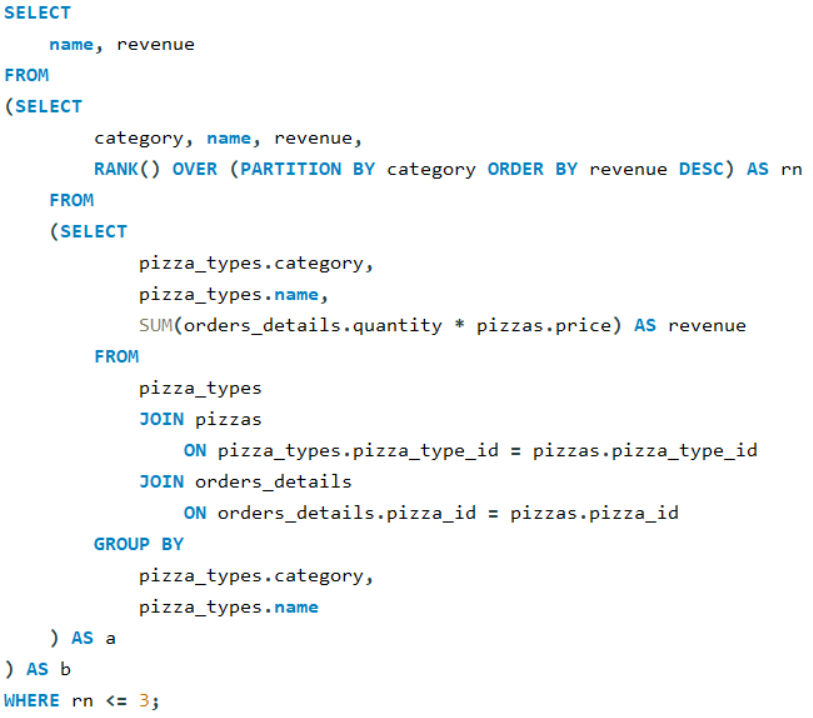 SELECT
    name, revenue
FROM
(SELECT
        category, name, revenue,
        RANK() OVER (PARTITION BY category ORDER BY revenue DESC) AS rn
    FROM
    (SELECT
            pizza_types.category,
            pizza_types.name,
            SUM(orders_details.quantity * pizzas.price) AS revenue
        FROM
            pizza_types
            JOIN pizzas
                ON pizza_types.pizza_type_id = pizzas.pizza_type_id
            JOIN orders_details
                ON orders_details.pizza_id = pizzas.pizza_id
        GROUP BY
            pizza_types.category,
            pizza_types.name
    ) AS a
) AS b
WHERE rn <= 3;